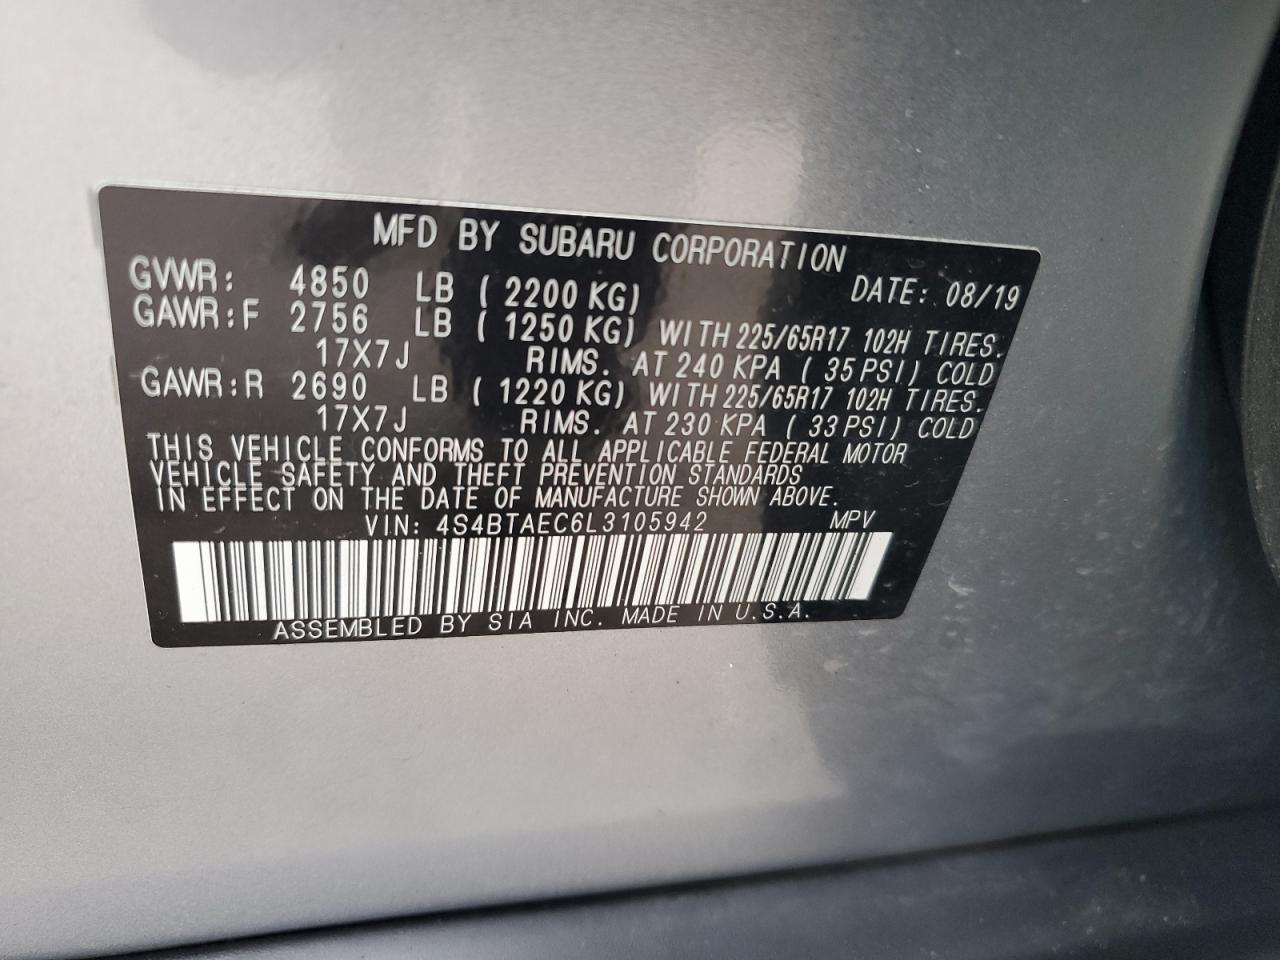 MFD BY SUBARU CORPORATION
GVWR: 4850 LB ( 2200 KG) DATE: 08/19
GAWR:F 2756 LB ( 1250 KG) WITH 225/65R17 102H TIRES.
17X7J RIMS. AT 240 KPA ( 35 PSI) COLD
GAWR:R 2690 LB ( 1220 KG) WITH 225/65R17 102H TIRES.
17X7J RIMS. AT 230 KPA ( 33 PSI) COLD
THIS VEHICLE CONFORMS TO ALL APPLICABLE FEDERAL MOTOR
VEHICLE SAFETY AND THEFT PREVENTION STANDARDS
IN EFFECT ON THE DATE OF MANUFACTURE SHOWN ABOVE.
VIN: 4S4BTAEC6L3105942 MPV
ASSEMBLED BY SIA INC. MADE IN U.S.A.